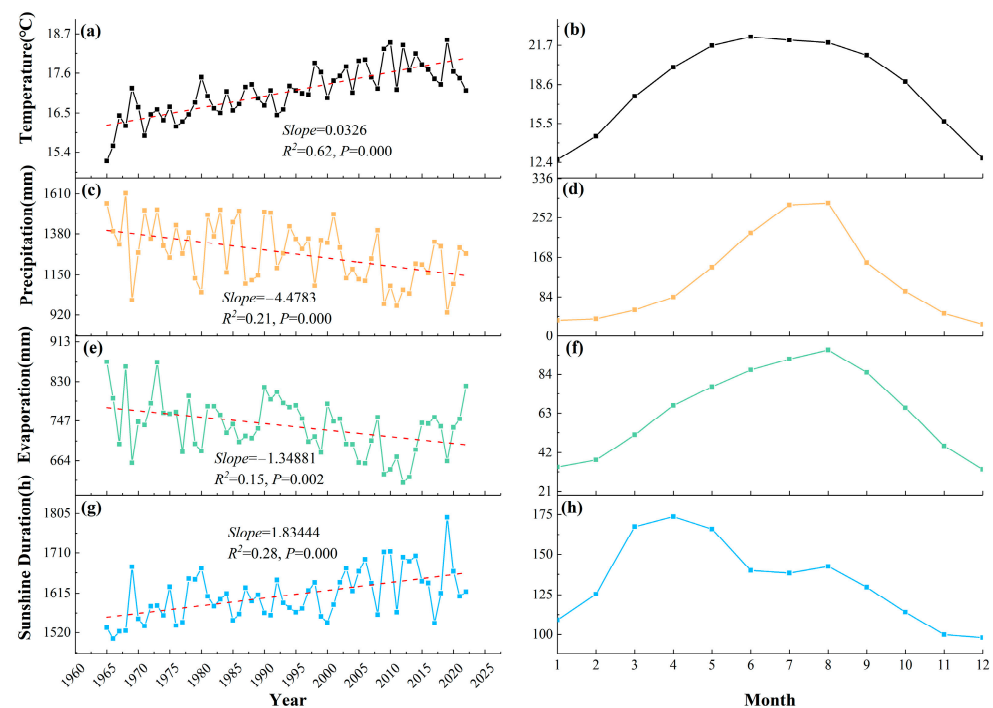 (a)
Temperature(℃)
18.7
17.6
16.5
15.4
Slope=0.0326
R²=0.62, P=0.000
(b)
21.7
18.6
15.5
12.4
(c)
Precipitation(mm)
1610
1380
1150
920
Slope=−4.4783
R²=0.21, P=0.000
(d)
336
252
168
84
0
(e)
Evaporation(mm)
913
830
747
664
Slope=−1.34881
R²=0.15, P=0.002
(f)
84
63
42
21
(g)
Sunshine Duration(h)
1805
1710
1615
1520
Slope=1.83444
R²=0.28, P=0.000
1960 1965 1970 1975 1980 1985 1990 1995 2000 2005 2010 2015 2020 2025
Year
(h)
175
150
125
100
1 2 3 4 5 6 7 8 9 10 11 12
Month